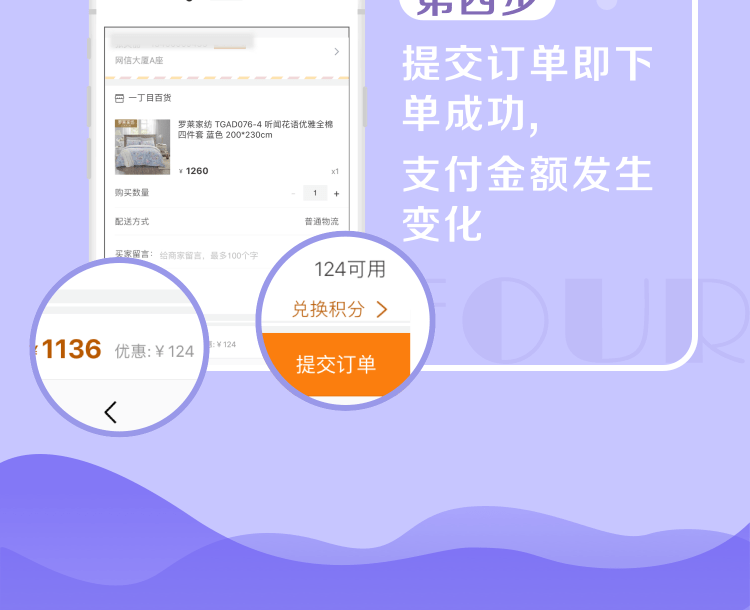 第四步
提交订单即下
单成功，
支付金额发生
变化
FOUR
网信大厦A座
一丁目百货
罗莱家纺 TGAD076-4 听闻花语优雅全棉
四件套 蓝色 200*230cm
¥ 1260
x1
购买数量
- 1 +
配送方式
普通物流
买家留言：
给商家留言，最多100个字
124可用
兑换积分
提交订单
¥1136
优惠:¥124
¥124